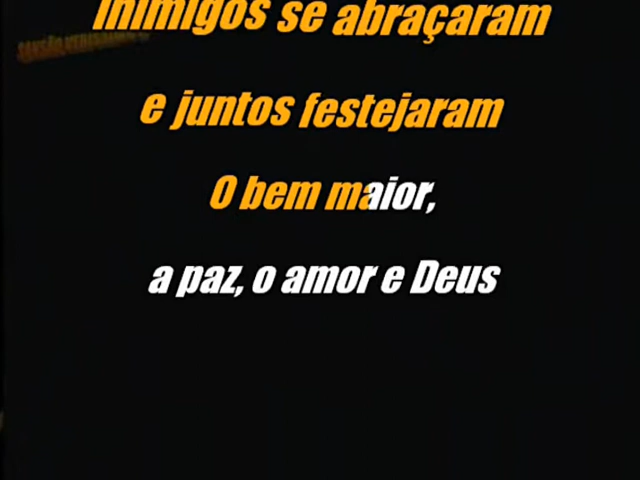 Inimigos se abraçaram
e juntos festejaram
O bem maior,
a paz, o amor e Deus